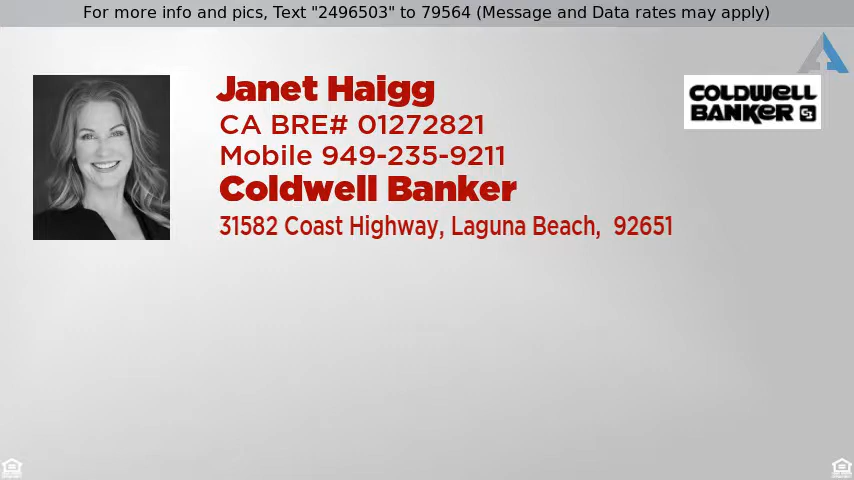 For more info and pics, Text "2496503" to 79564 (Message and Data rates may apply)
Janet Haigg
CA BRE# 01272821
Mobile 949-235-9211
Coldwell Banker
31582 Coast Highway, Laguna Beach,  92651
COLDWELL
BANKER CB